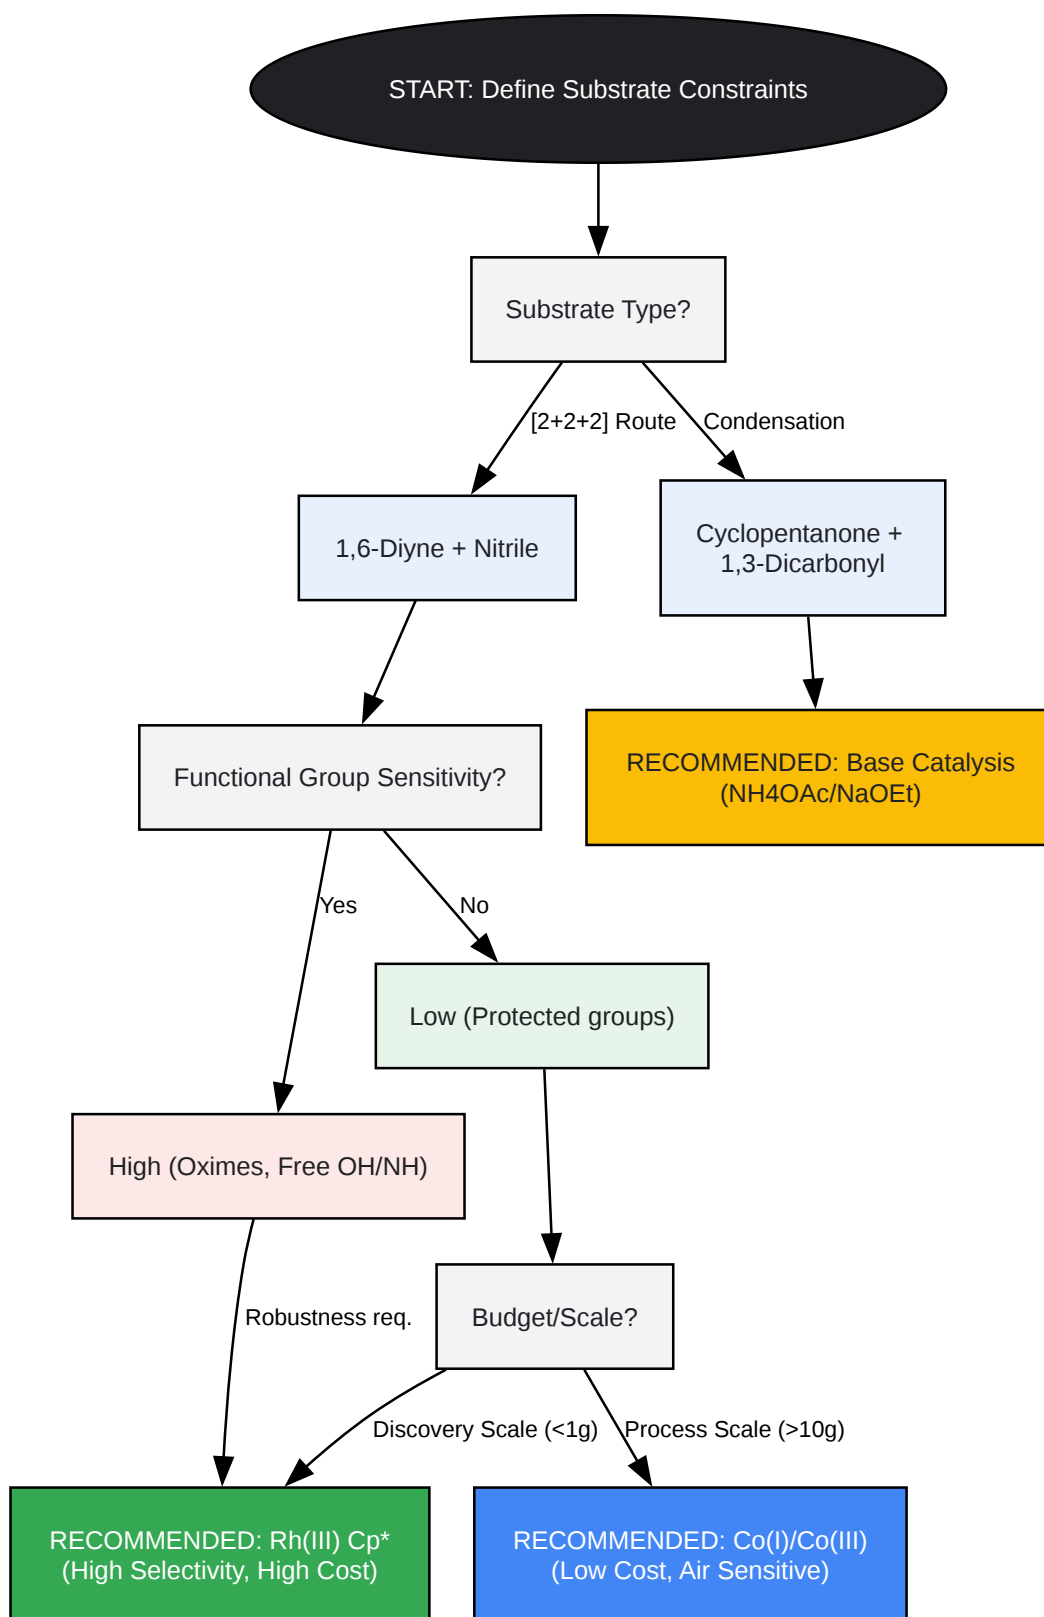 START: Define Substrate Constraints
Substrate Type?
[2+2+2] Route
Condensation
1,6-Diyne + Nitrile
Cyclopentanone +
1,3-Dicarbonyl
Functional Group Sensitivity?
RECOMMENDED: Base Catalysis
(NH4OAc/NaOEt)
Yes
No
Low (Protected groups)
High (Oximes, Free OH/NH)
Robustness req.
Budget/Scale?
Discovery Scale (<1g)
Process Scale (>10g)
RECOMMENDED: Rh(III) Cp*
(High Selectivity, High Cost)
RECOMMENDED: Co(I)/Co(III)
(Low Cost, Air Sensitive)